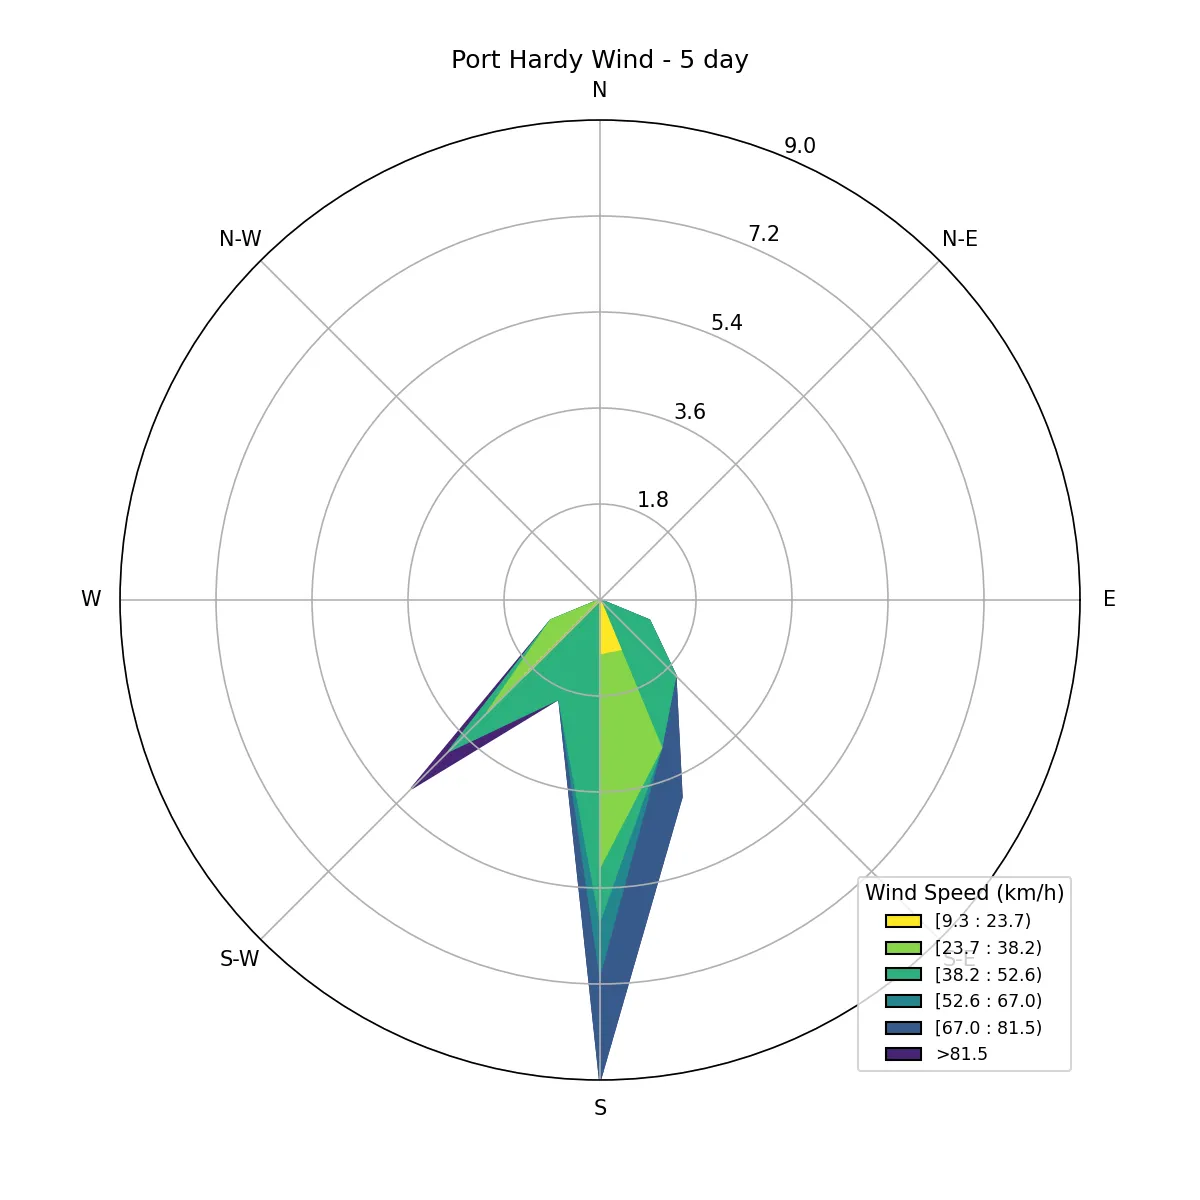 Port Hardy Wind - 5 day
N
9.0
N-W
7.2
N-E
5.4
3.6
1.8
W
E
S-W
S-E
S
Wind Speed (km/h)
[9.3 : 23.7)
[23.7 : 38.2)
[38.2 : 52.6)
[52.6 : 67.0)
[67.0 : 81.5)
>81.5